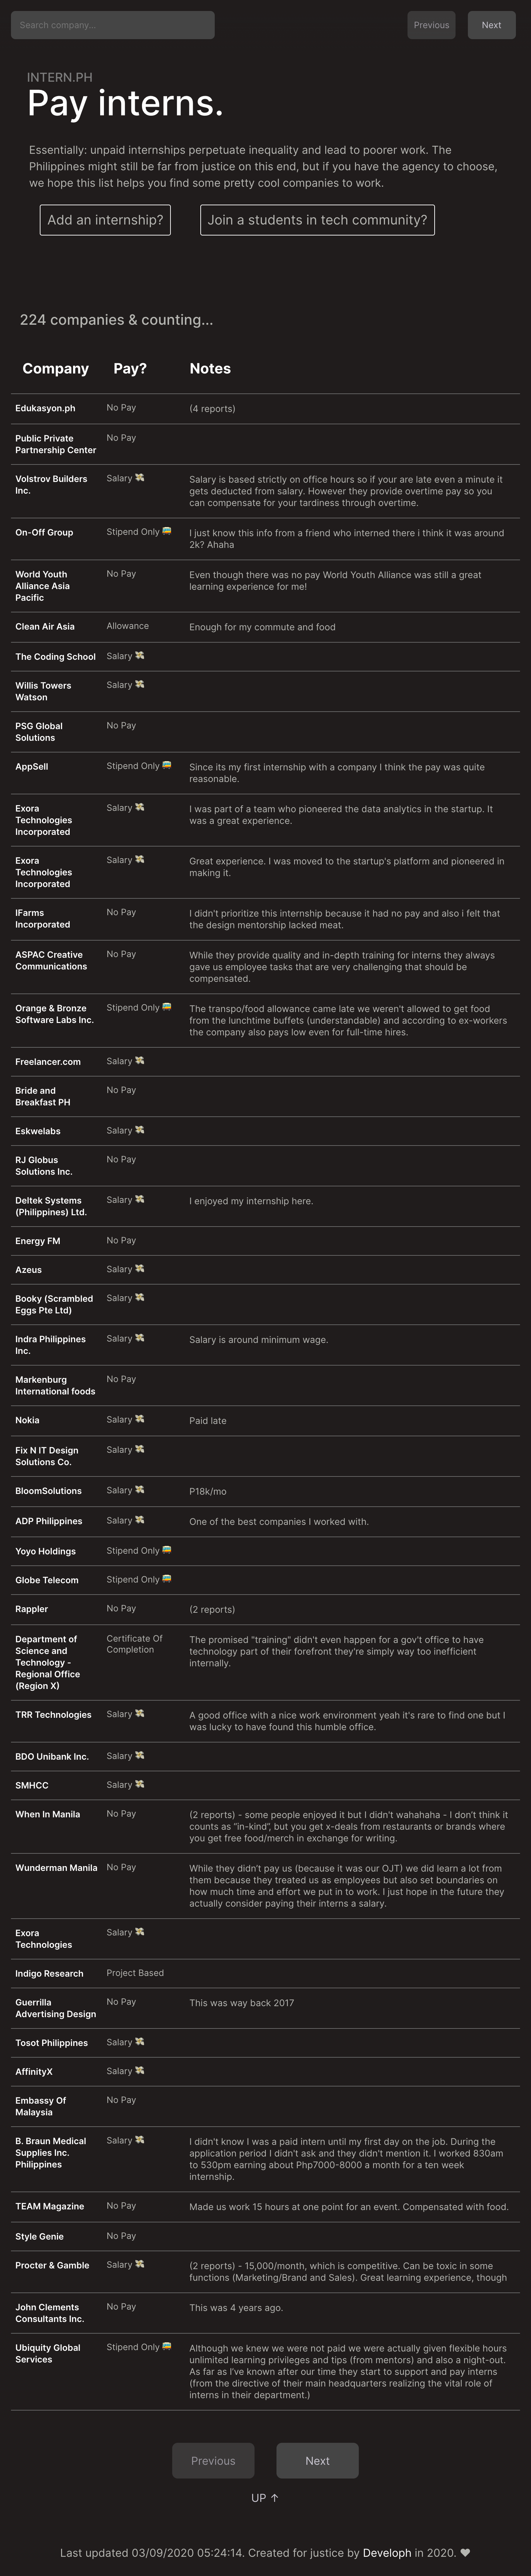 Search company...
Previous
Next
INTERN.PH
Pay interns.
Essentially: unpaid internships perpetuate inequality and lead to poorer work. The
Philippines might still be far from justice on this end, but if you have the agency to choose,
we hope this list helps you find some pretty cool companies to work.
Add an internship?
Join a students in tech community?
224 companies & counting...
Company
Pay?
Notes
Edukasyon.ph
No Pay
(4 reports)
Public Private
Partnership Center
No Pay
Volstrov Builders
Inc.
Salary 💸
Salary is based strictly on office hours so if your are late even a minute it
gets deducted from salary. However they provide overtime pay so you
can compensate for your tardiness through overtime.
On-Off Group
Stipend Only 🚎
I just know this info from a friend who interned there i think it was around
2k? Ahaha
World Youth
Alliance Asia
Pacific
No Pay
Even though there was no pay World Youth Alliance was still a great
learning experience for me!
Clean Air Asia
Allowance
Enough for my commute and food
The Coding School
Salary 💸
Willis Towers
Watson
Salary 💸
PSG Global
Solutions
No Pay
AppSell
Stipend Only 🚎
Since its my first internship with a company I think the pay was quite
reasonable.
Exora
Technologies
Incorporated
Salary 💸
I was part of a team who pioneered the data analytics in the startup. It
was a great experience.
Exora
Technologies
Incorporated
Salary 💸
Great experience. I was moved to the startup's platform and pioneered in
making it.
IFarms
Incorporated
No Pay
I didn't prioritize this internship because it had no pay and also i felt that
the design mentorship lacked meat.
ASPAC Creative
Communications
No Pay
While they provide quality and in-depth training for interns they always
gave us employee tasks that are very challenging that should be
compensated.
Orange & Bronze
Software Labs Inc.
Stipend Only 🚎
The transpo/food allowance came late we weren't allowed to get food
from the lunchtime buffets (understandable) and according to ex-workers
the company also pays low even for full-time hires.
Freelancer.com
Salary 💸
Bride and
Breakfast PH
No Pay
Eskwelabs
Salary 💸
RJ Globus
Solutions Inc.
No Pay
Deltek Systems
(Philippines) Ltd.
Salary 💸
I enjoyed my internship here.
Energy FM
No Pay
Azeus
Salary 💸
Booky (Scrambled
Eggs Pte Ltd)
Salary 💸
Indra Philippines
Inc.
Salary 💸
Salary is around minimum wage.
Markenburg
International foods
No Pay
Nokia
Salary 💸
Paid late
Fix N IT Design
Solutions Co.
Salary 💸
BloomSolutions
Salary 💸
P18k/mo
ADP Philippines
Salary 💸
One of the best companies I worked with.
Yoyo Holdings
Stipend Only 🚎
Globe Telecom
Stipend Only 🚎
Rappler
No Pay
(2 reports)
Department of
Science and
Technology -
Regional Office
(Region X)
Certificate Of
Completion
The promised "training" didn't even happen for a gov't office to have
technology part of their forefront they're simply way too inefficient
internally.
TRR Technologies
Salary 💸
A good office with a nice work environment yeah it's rare to find one but I
was lucky to have found this humble office.
BDO Unibank Inc.
Salary 💸
SMHCC
Salary 💸
When In Manila
No Pay
(2 reports) - some people enjoyed it but I didn't wahahaha - I don't think it
counts as "in-kind", but you get x-deals from restaurants or brands where
you get free food/merch in exchange for writing.
Wunderman Manila
No Pay
While they didn't pay us (because it was our OJT) we did learn a lot from
them because they treated us as employees but also set boundaries on
how much time and effort we put in to work. I just hope in the future they
actually consider paying their interns a salary.
Exora
Technologies
Salary 💸
Indigo Research
Project Based
Guerrilla
Advertising Design
No Pay
This was way back 2017
Tosot Philippines
Salary 💸
AffinityX
Salary 💸
Embassy Of
Malaysia
No Pay
B. Braun Medical
Supplies Inc.
Philippines
Salary 💸
I didn't know I was a paid intern until my first day on the job. During the
application period I didn't ask and they didn't mention it. I worked 830am
to 530pm earning about Php7000-8000 a month for a ten week
internship.
TEAM Magazine
No Pay
Made us work 15 hours at one point for an event. Compensated with food.
Style Genie
No Pay
Procter & Gamble
Salary 💸
(2 reports) - 15,000/month, which is competitive. Can be toxic in some
functions (Marketing/Brand and Sales). Great learning experience, though
John Clements
Consultants Inc.
No Pay
This was 4 years ago.
Ubiquity Global
Services
Stipend Only 🚎
Although we knew we were not paid we were actually given flexible hours
unlimited learning privileges and tips (from mentors) and also a night-out.
As far as I've known after our time they start to support and pay interns
(from the directive of their main headquarters realizing the vital role of
interns in their department.)
Previous
Next
UP ↑
Last updated 03/09/2020 05:24:14. Created for justice by Developh in 2020. ♥